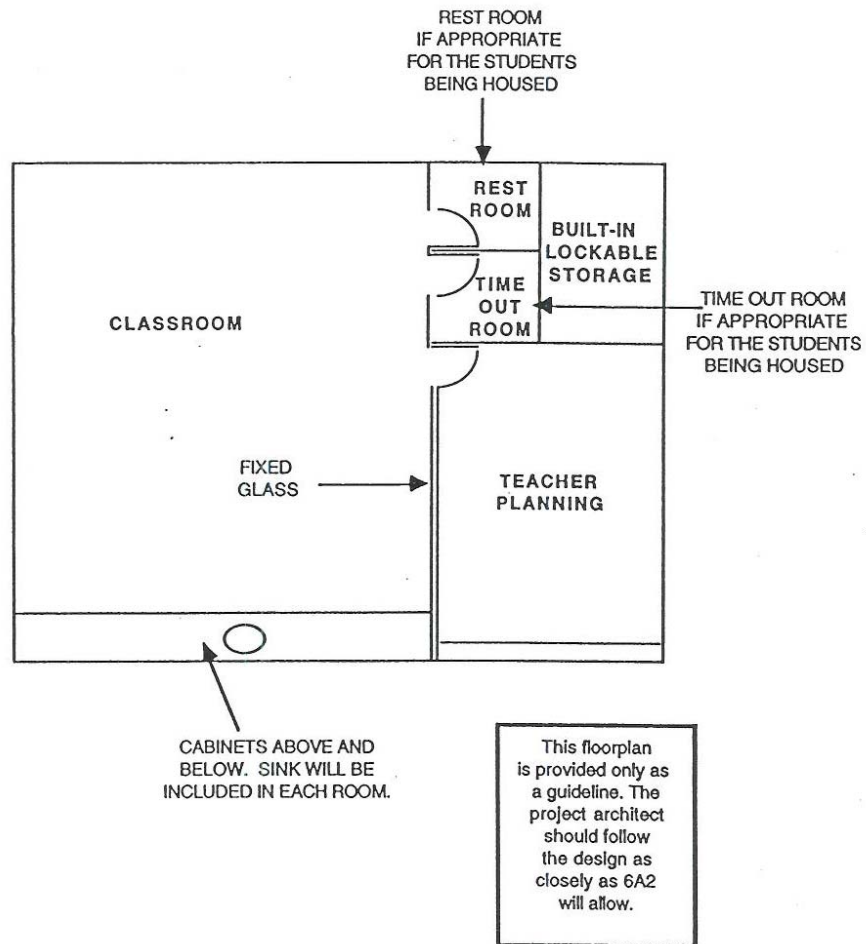 REST ROOM
IF APPROPRIATE
FOR THE STUDENTS
BEING HOUSED
REST
ROOM
BUILT-IN
LOCKABLE
STORAGE
TIME
OUT
ROOM
TIME OUT ROOM
IF APPROPRIATE
FOR THE STUDENTS
BEING HOUSED
CLASSROOM
FIXED
GLASS
TEACHER
PLANNING
CABINETS ABOVE AND
BELOW. SINK WILL BE
INCLUDED IN EACH ROOM.
This floorplan
is provided only as
a guideline. The
project architect
should follow
the design as
closely as 6A2
will allow.